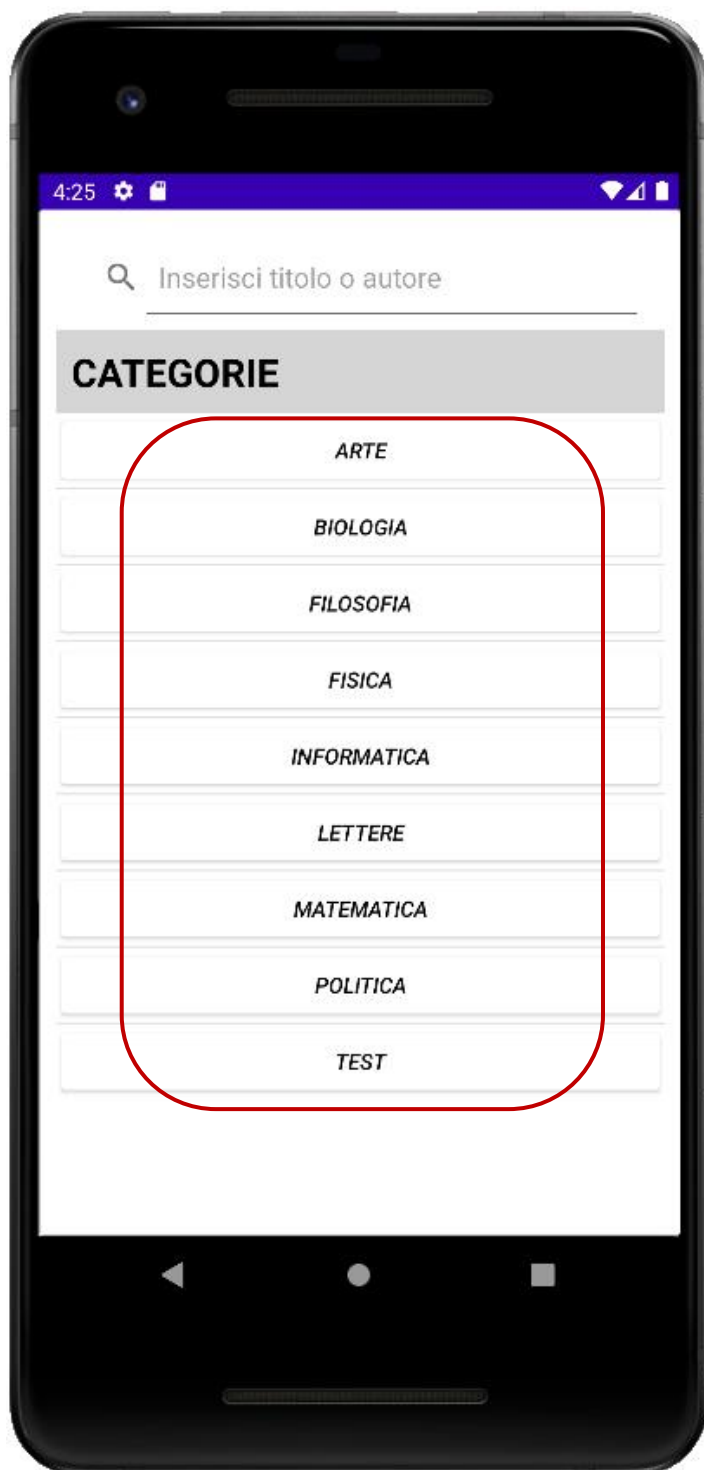 4:25
Inserisci titolo o autore
CATEGORIE
ARTE
BIOLOGIA
FILOSOFIA
FISICA
INFORMATICA
LETTERE
MATEMATICA
POLITICA
TEST